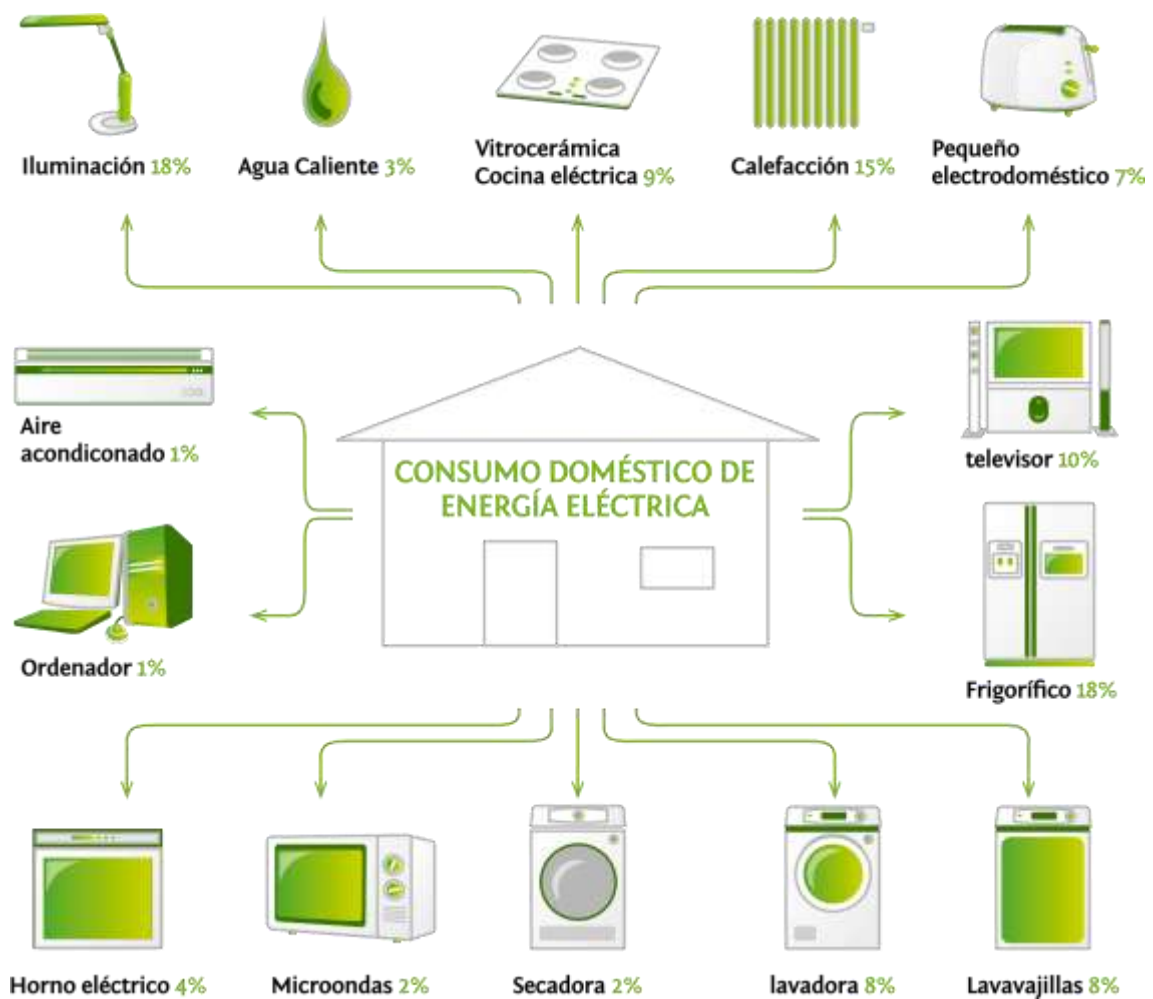 Iluminación 18%
Agua Caliente 3%
Vitrocerámica
Cocina eléctrica 9%
Calefacción 15%
Pequeño
electrodoméstico 7%
Aire
acondiconado 1%
CONSUMO DOMÉSTICO DE
ENERGÍA ELÉCTRICA
televisor 10%
Ordenador 1%
Frigorífico 18%
Horno eléctrico 4%
Microondas 2%
Secadora 2%
lavadora 8%
Lavavajillas 8%